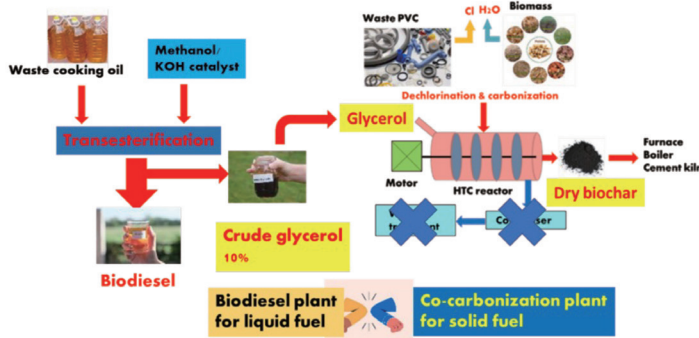 Waste cooking oil
Methanol/
KOH catalyst
Transesterification
Biodiesel
Crude glycerol
10%
Glycerol
Waste PVC
Cl
H₂O
Biomass
Dechlorination & carbonization
Motor
HTC reactor
Dry biochar
Furnace
Boiler
Cement kiln
Biodiesel plant
for liquid fuel
Co-carbonization plant
for solid fuel